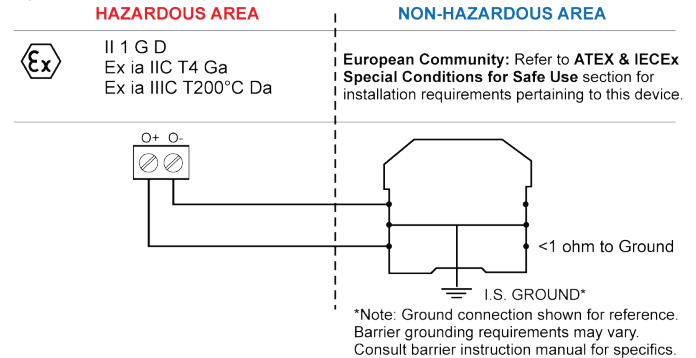 HAZARDOUS AREA
NON-HAZARDOUS AREA
Ex
II 1 G D
Ex ia IIC T4 Ga
Ex ia IIIC T200°C Da
European Community: Refer to ATEX & IECEx
Special Conditions for Safe Use section for
installation requirements pertaining to this device.
O+ O-
<1 ohm to Ground
I.S. GROUND*
*Note: Ground connection shown for reference.
Barrier grounding requirements may vary.
Consult barrier instruction manual for specifics.